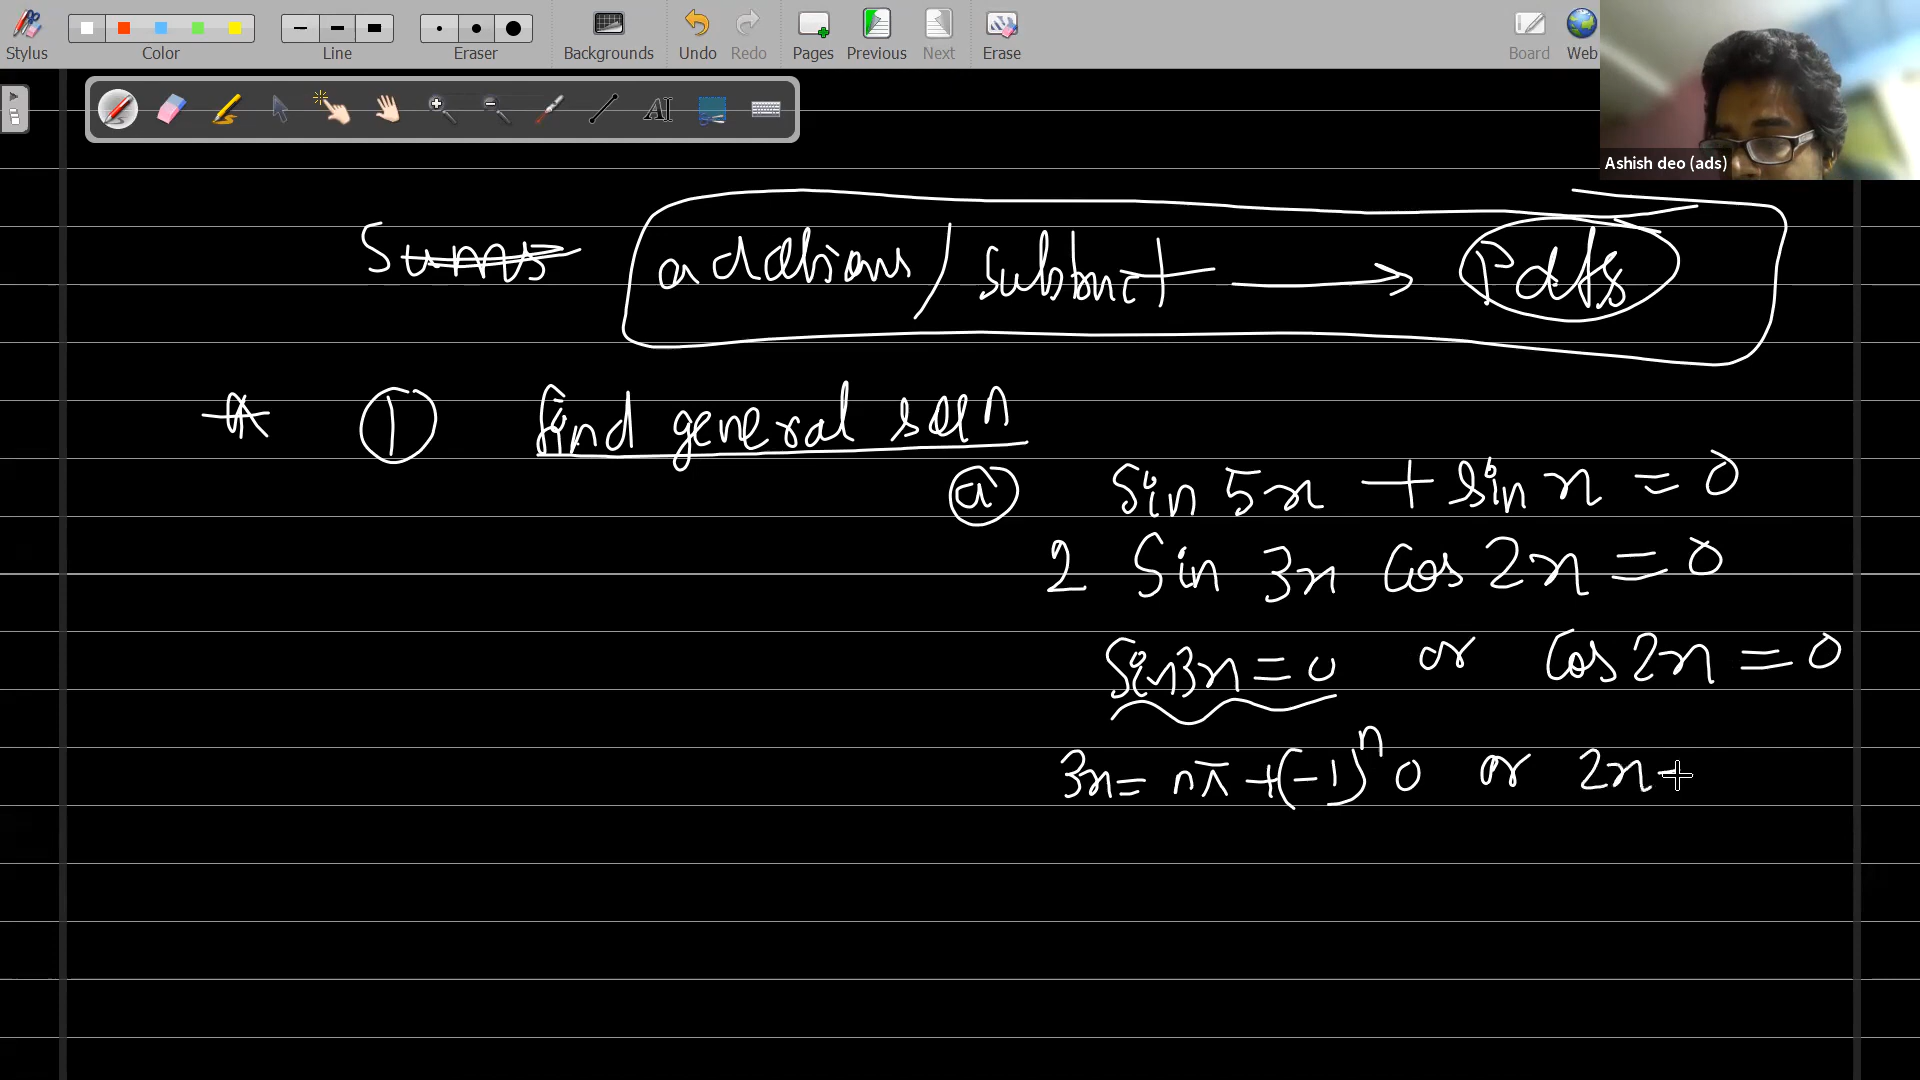 Stylus Color Line Eraser Backgrounds Undo Redo Pages Previous Next Erase Board Web
Ashish deo (ads)
Sums additions / subtract → Pdfs
① find general soln
ⓐ sin 5x + sin x = 0
2 Sin 3x Cos 2x = 0
Sin3x = 0 or Cos 2x = 0
3x = nπ + (-1)^n 0 or 2x